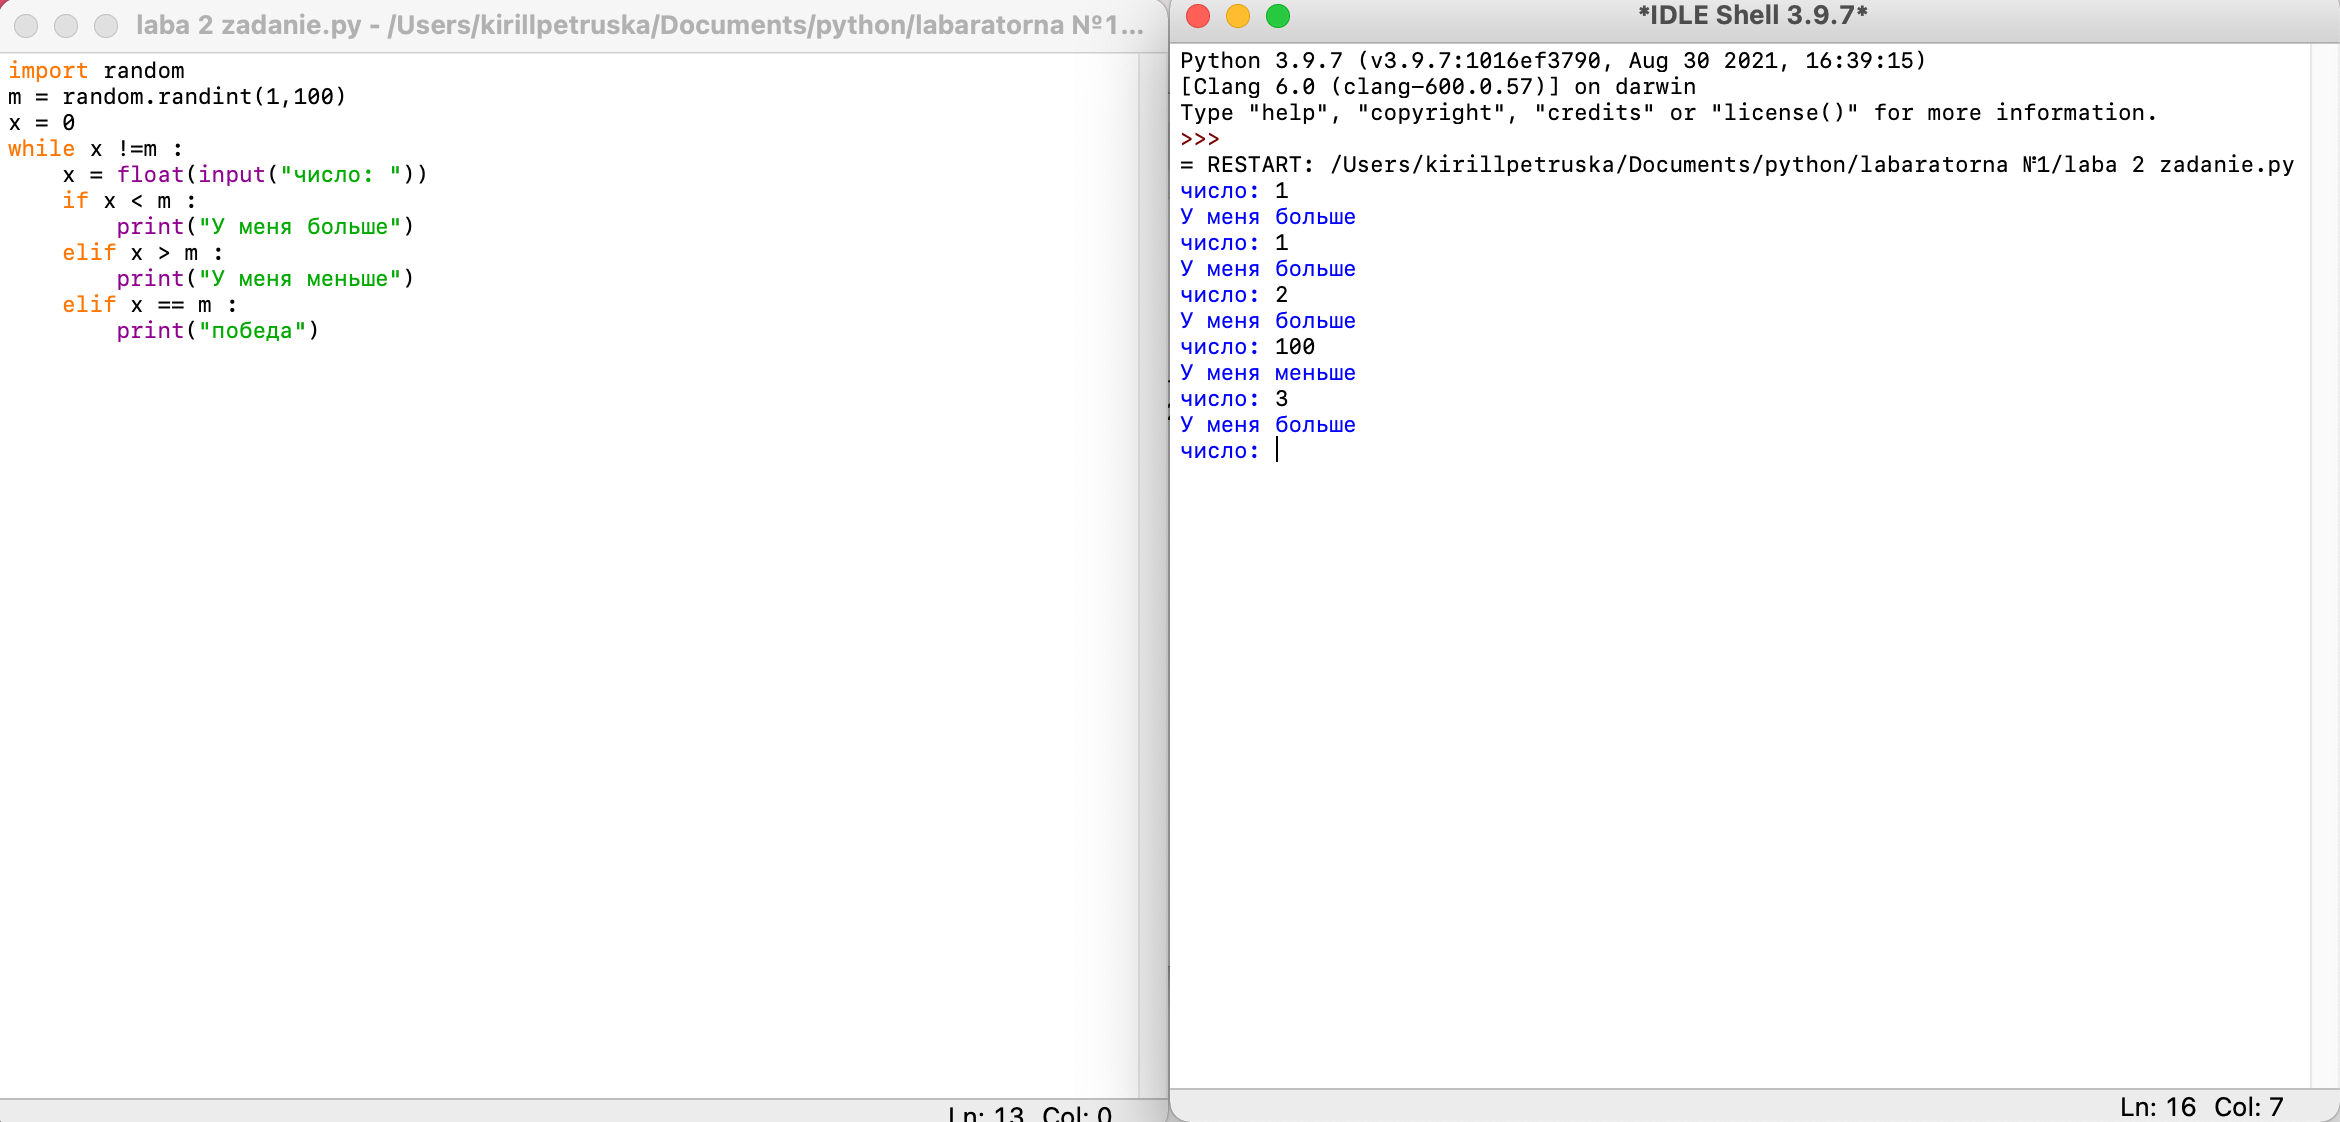 laba 2 zadanie.py - /Users/kirillpetruska/Documents/python/labaratorna №1...
import random
m = random.randint(1,100)
x = 0
while x !=m :
    x = float(input("число: "))
    if x < m :
        print("У меня больше")
    elif x > m :
        print("У меня меньше")
    elif x == m :
        print("победа")
Ln: 13 Col: 0
*IDLE Shell 3.9.7*
Python 3.9.7 (v3.9.7:1016ef3790, Aug 30 2021, 16:39:15)
[Clang 6.0 (clang-600.0.57)] on darwin
Type "help", "copyright", "credits" or "license()" for more information.
>>>
= RESTART: /Users/kirillpetruska/Documents/python/labaratorna №1/laba 2 zadanie.py
число: 1
У меня больше
число: 1
У меня больше
число: 2
У меня больше
число: 100
У меня меньше
число: 3
У меня больше
число:
Ln: 16 Col: 7